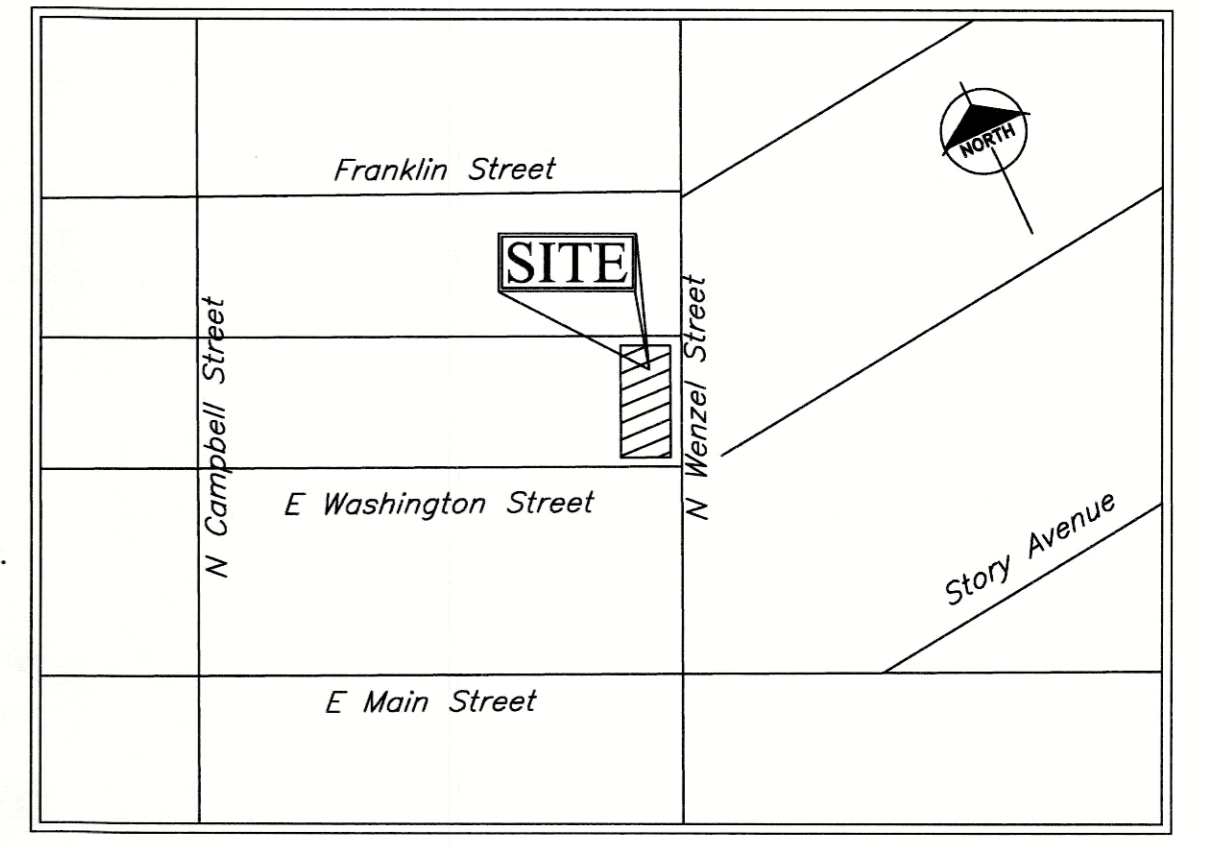 NORTH
Franklin Street
SITE
N Campbell Street
N Wenzel Street
E Washington Street
Story Avenue
E Main Street